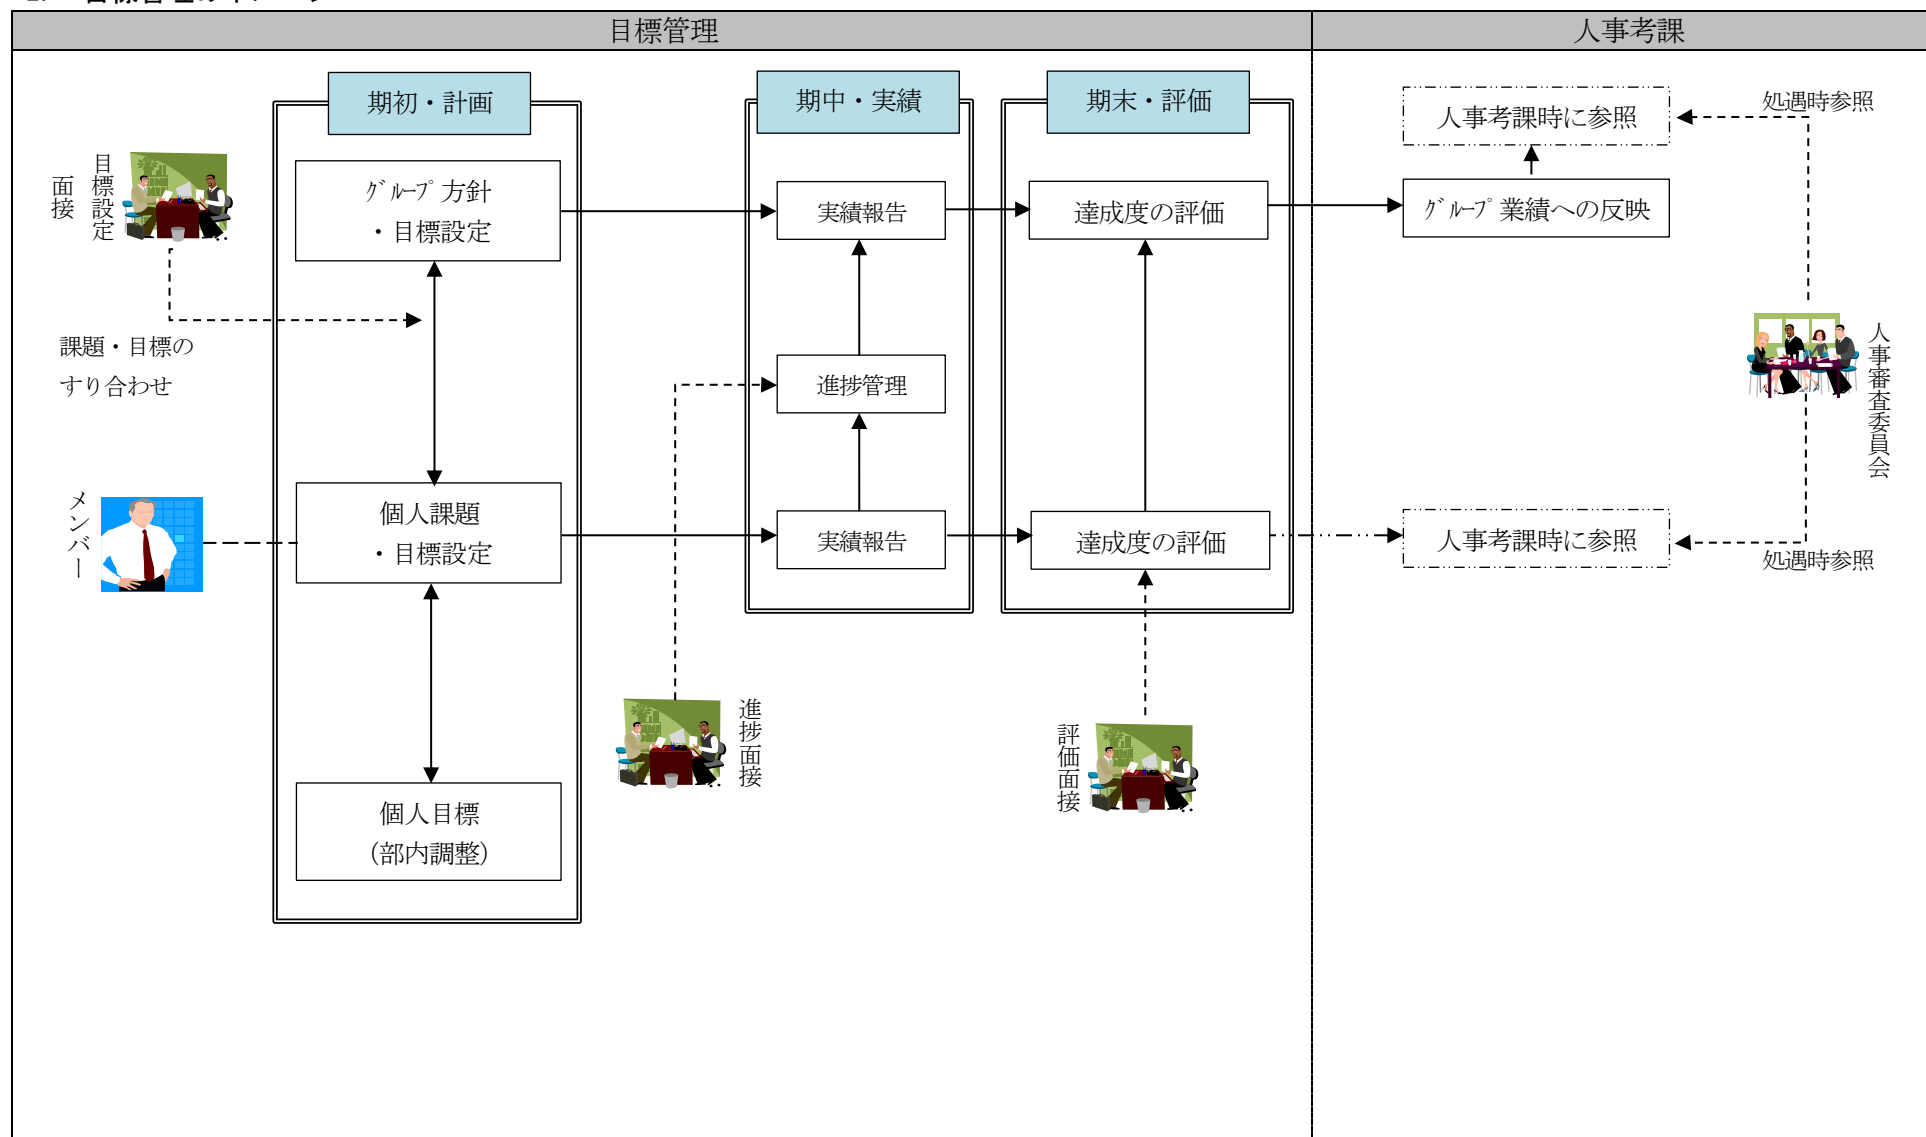 目標管理
人事考課
期初・計画
期中・実績
期末・評価
目標設定
面接
ｸﾞﾙｰﾌﾟ方針
・目標設定
実績報告
達成度の評価
ｸﾞﾙｰﾌﾟ業績への反映
人事考課時に参照
処遇時参照
課題・目標の
すり合わせ
進捗管理
人事審査委員会
メンバー
個人課題
・目標設定
実績報告
達成度の評価
人事考課時に参照
処遇時参照
進捗面接
評価面接
個人目標
（部内調整）